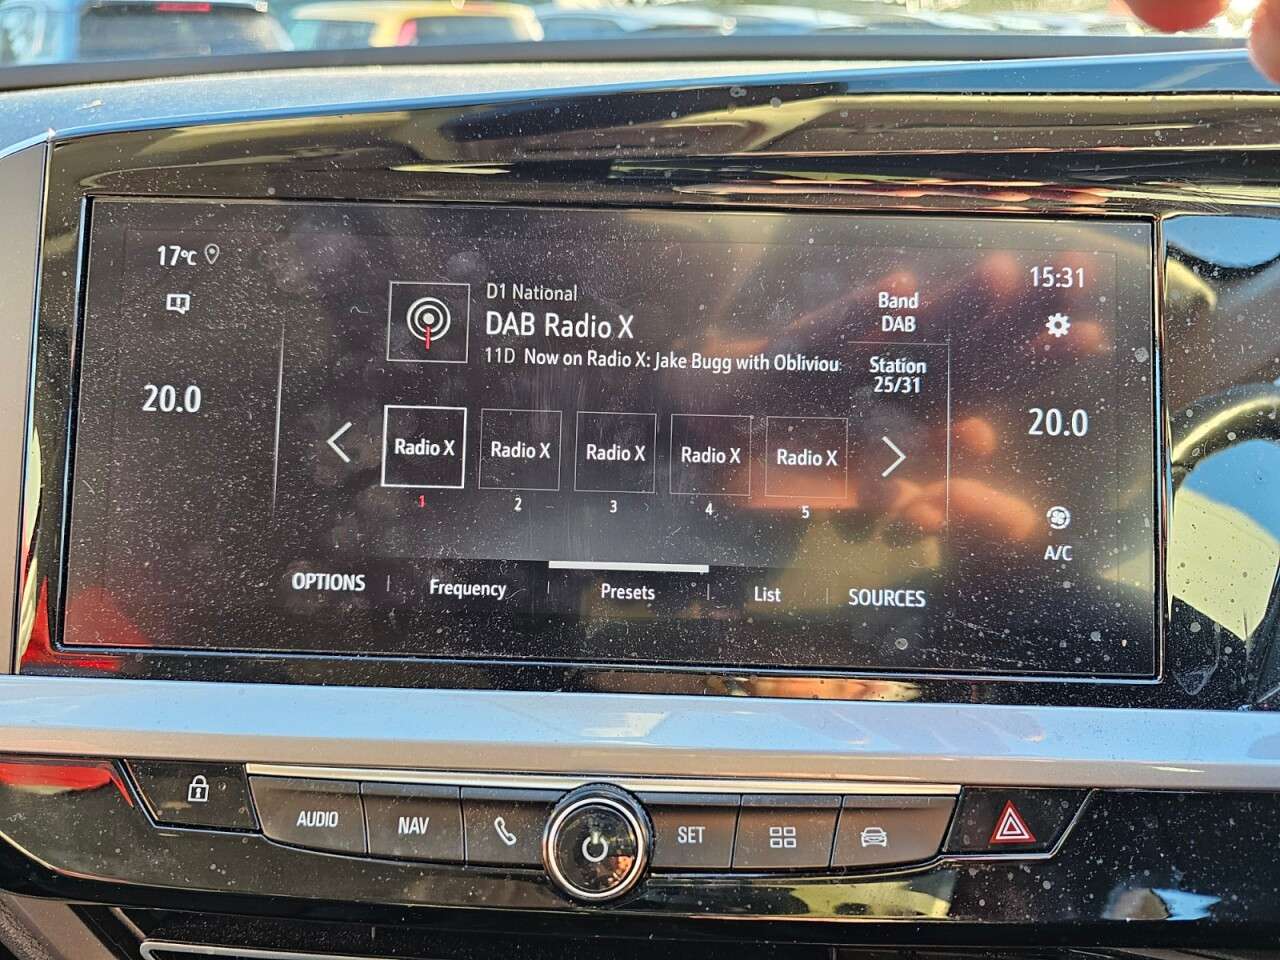 17°C
D1 National
DAB Radio X
11D Now on Radio X: Jake Bugg with Obliviou
Band
DAB
Station
25/31
15:31
20.0
20.0
Radio X
Radio X
Radio X
Radio X
Radio X
1
2
3
4
5
A/C
OPTIONS
Frequency
Presets
List
SOURCES
AUDIO
NAV
SET